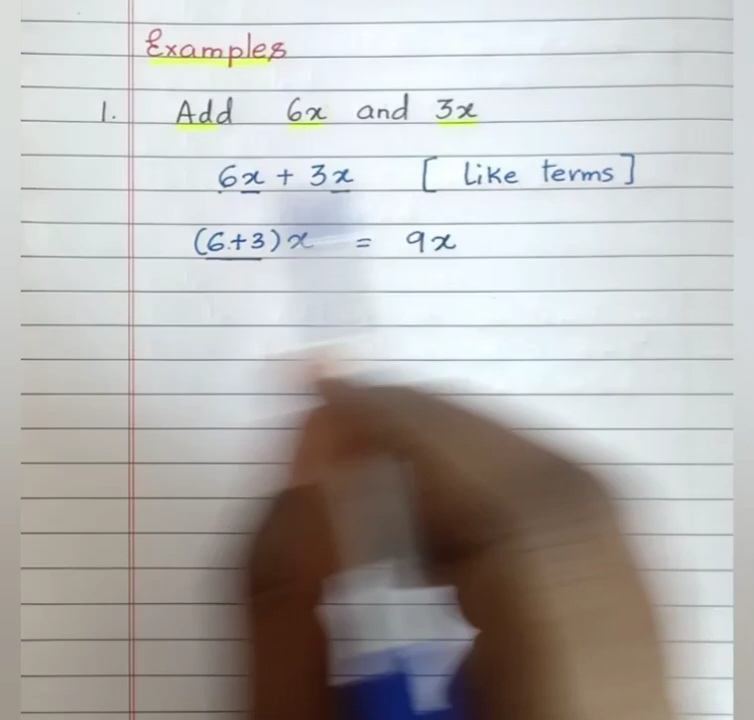 Examples
1. Add 6x and 3x
6x + 3x [ Like terms ]
(6+3)x = 9x